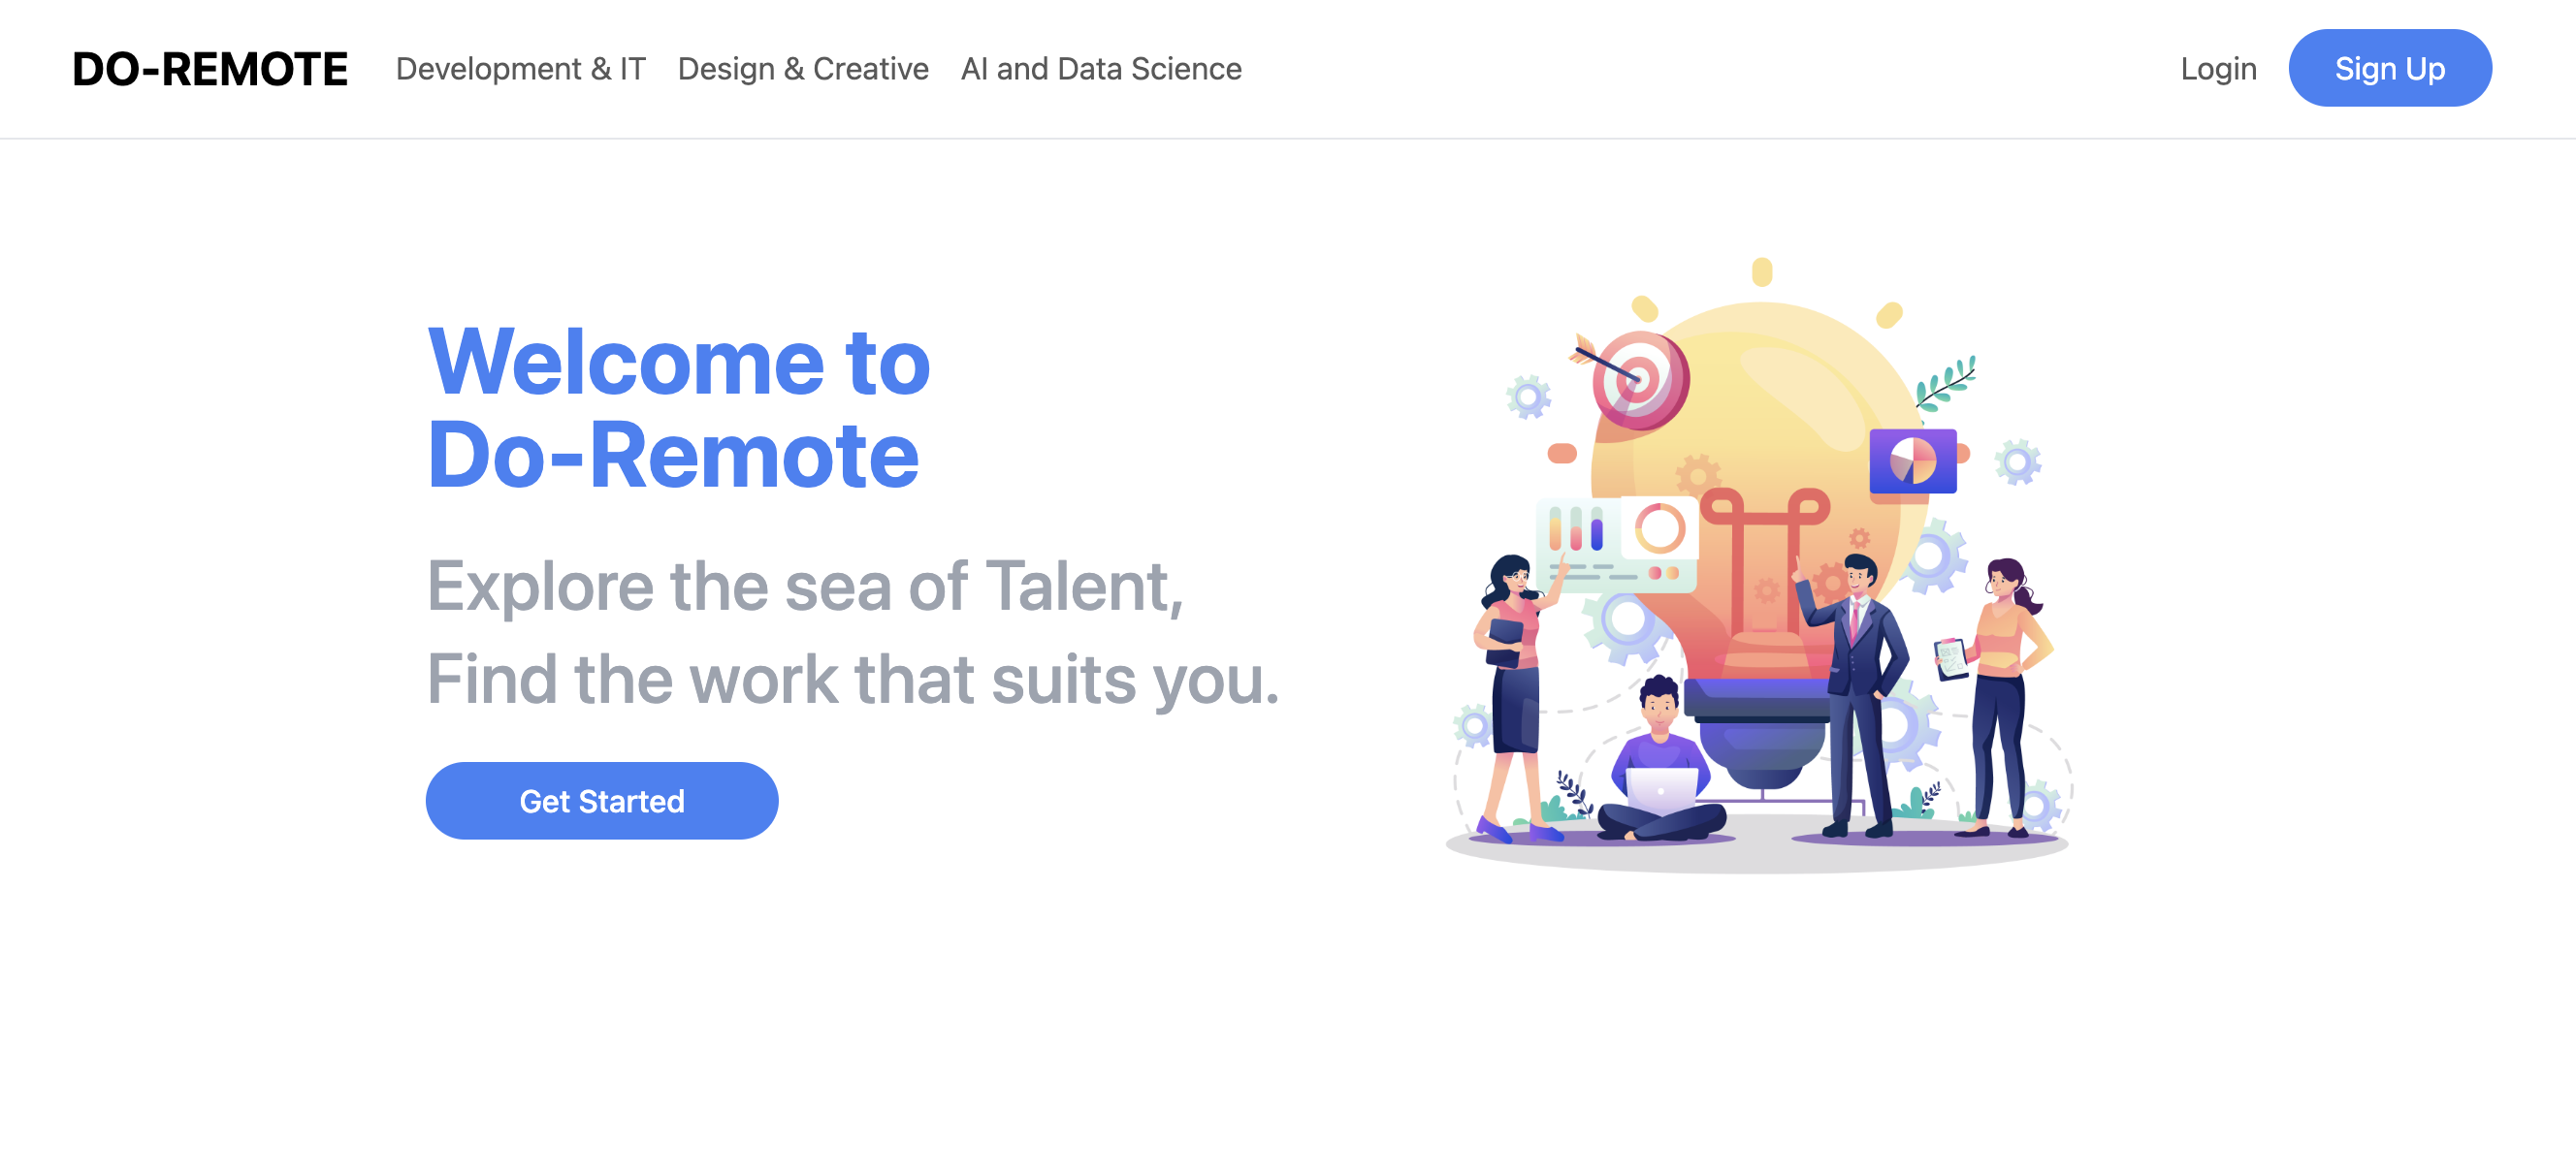 DO-REMOTE Development & IT Design & Creative AI and Data Science Login Sign Up
Welcome to
Do-Remote
Explore the sea of Talent,
Find the work that suits you.
Get Started